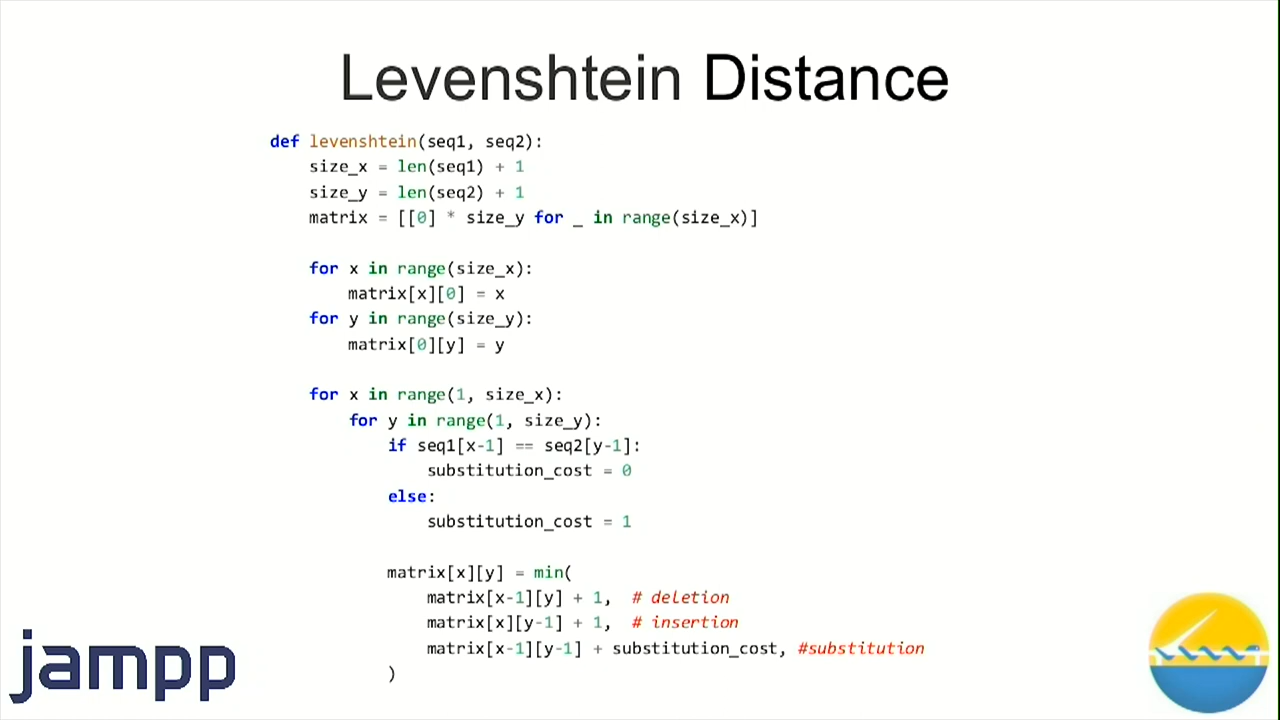 Levenshtein Distance
def levenshtein(seq1, seq2):
    size_x = len(seq1) + 1
    size_y = len(seq2) + 1
    matrix = [[0] * size_y for _ in range(size_x)]
    for x in range(size_x):
        matrix[x][0] = x
    for y in range(size_y):
        matrix[0][y] = y
    for x in range(1, size_x):
        for y in range(1, size_y):
            if seq1[x-1] == seq2[y-1]:
                substitution_cost = 0
            else:
                substitution_cost = 1
            matrix[x][y] = min(
                matrix[x-1][y] + 1,  # deletion
                matrix[x][y-1] + 1,  # insertion
                matrix[x-1][y-1] + substitution_cost, #substitution
            )
jampp